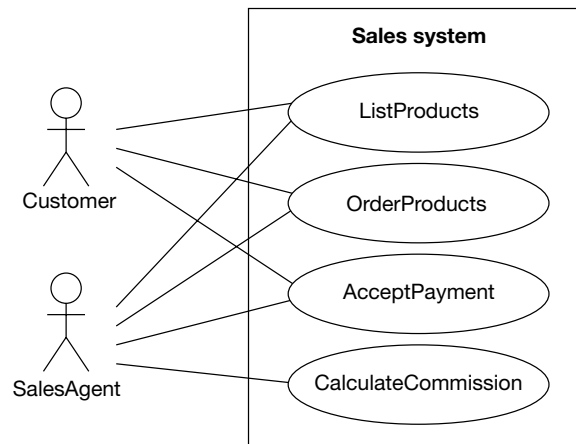 Sales system
ListProducts
Customer
OrderProducts
AcceptPayment
SalesAgent
CalculateCommission